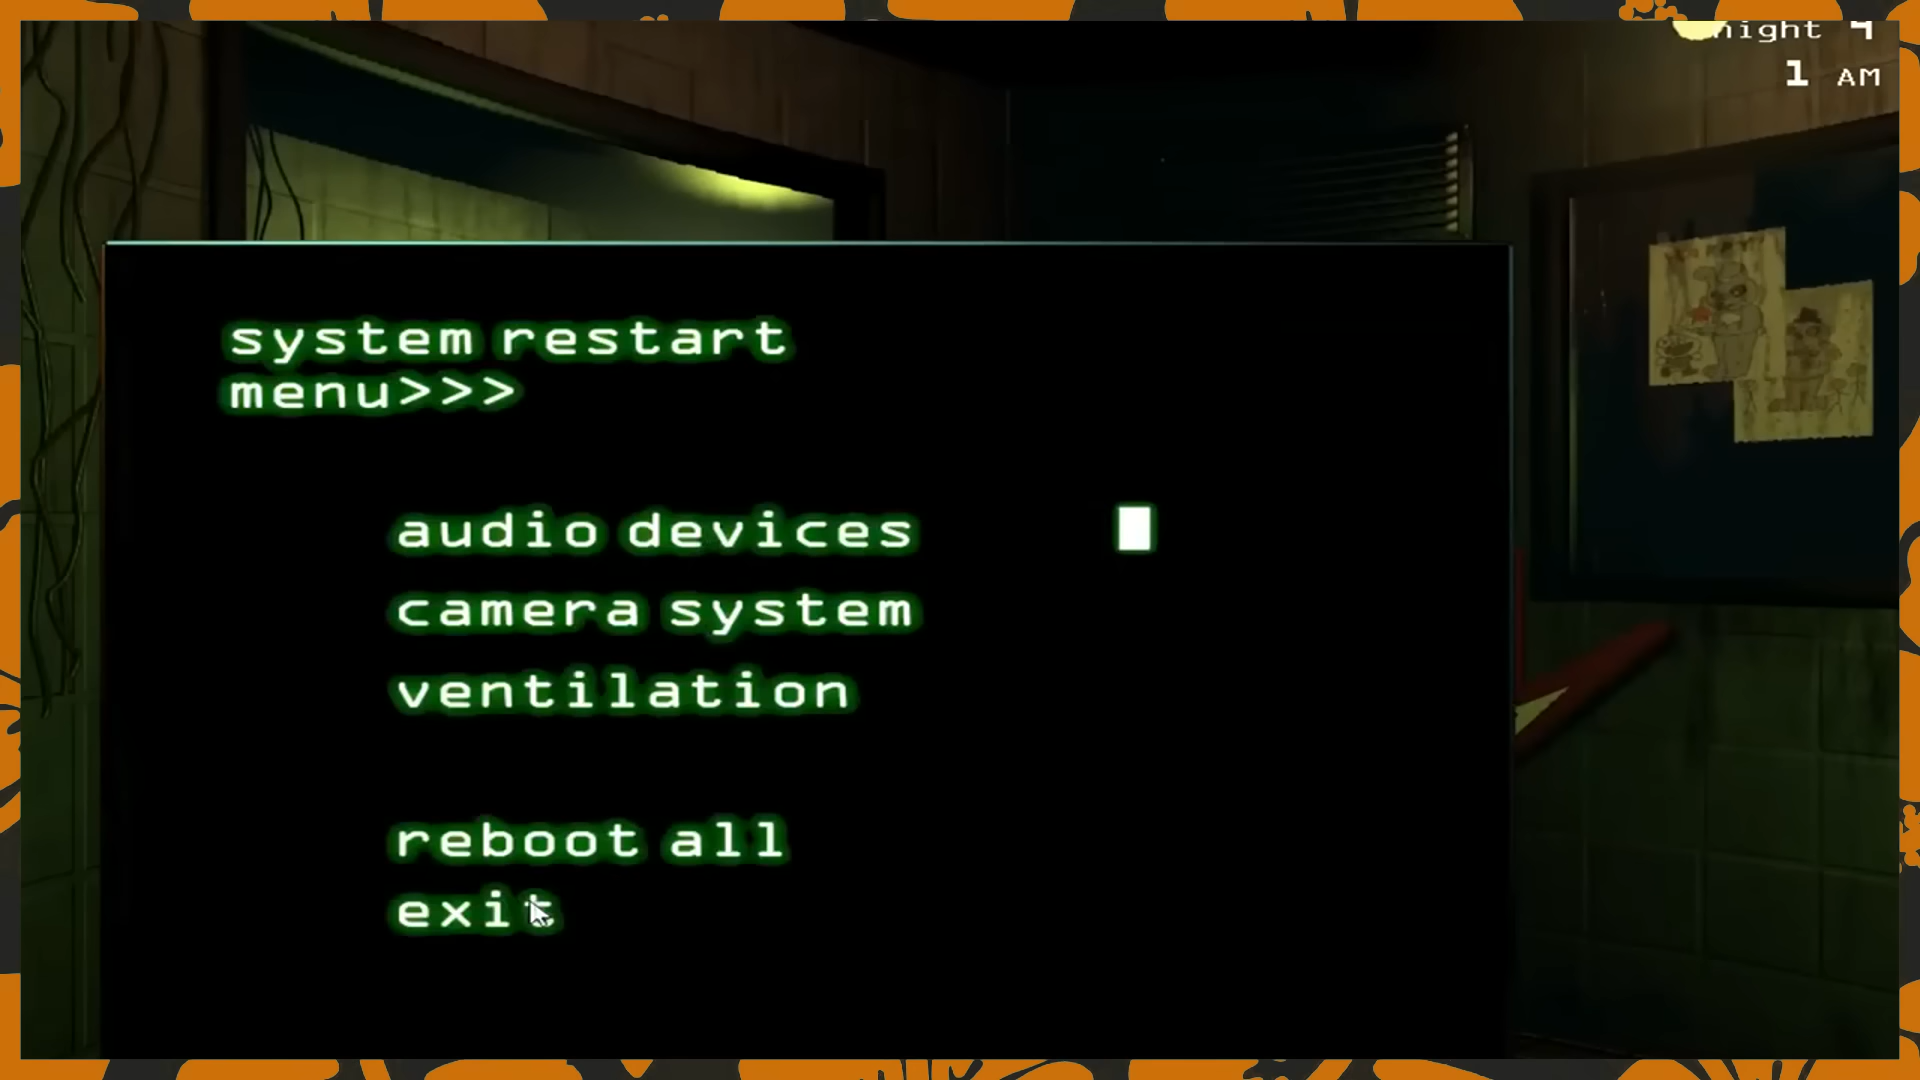 night 4
1 AM
system restart
menu>>>
audio devices
camera system
ventilation
reboot all
exit